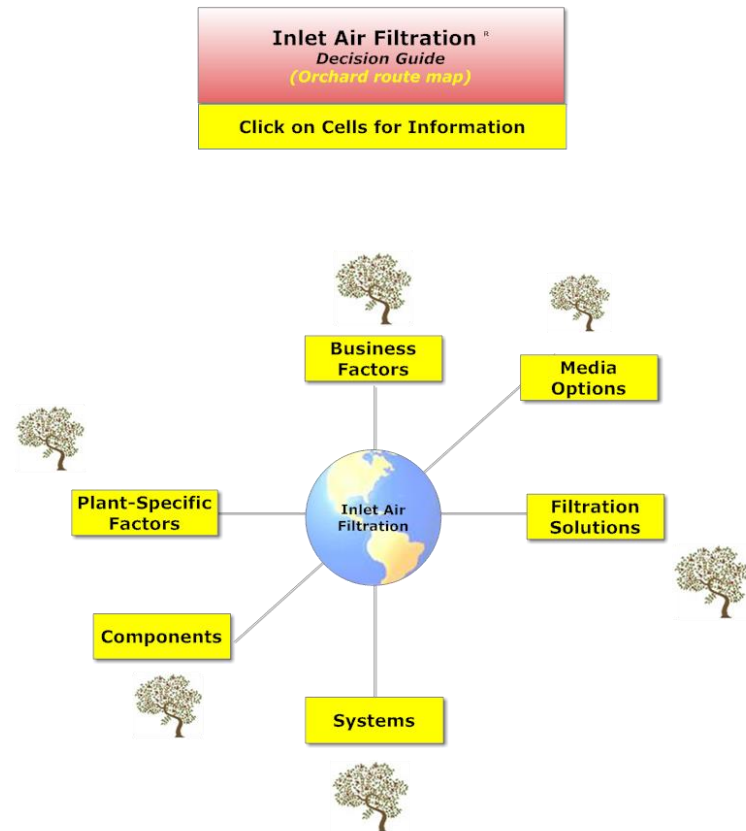 Inlet Air Filtration R
Decision Guide
(Orchard route map)
Click on Cells for Information
Business
Factors
Media
Options
Plant-Specific
Factors
Inlet Air
Filtration
Filtration
Solutions
Components
Systems